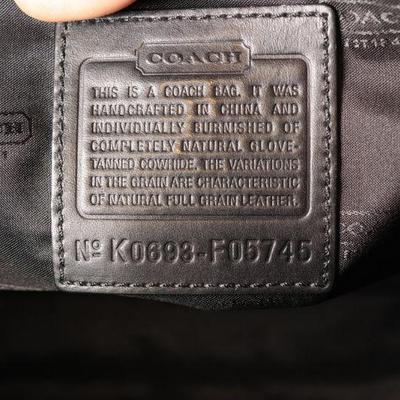 COACH
THIS IS A COACH BAG. IT WAS
HANDCRAFTED IN CHINA AND
INDIVIDUALLY BURNISHED OF
COMPLETELY NATURAL GLOVE-
TANNED COWHIDE. THE VARIATIONS
IN THE GRAIN ARE CHARACTERISTIC
OF NATURAL FULL GRAIN LEATHER.
No K0693-F05745
COACH